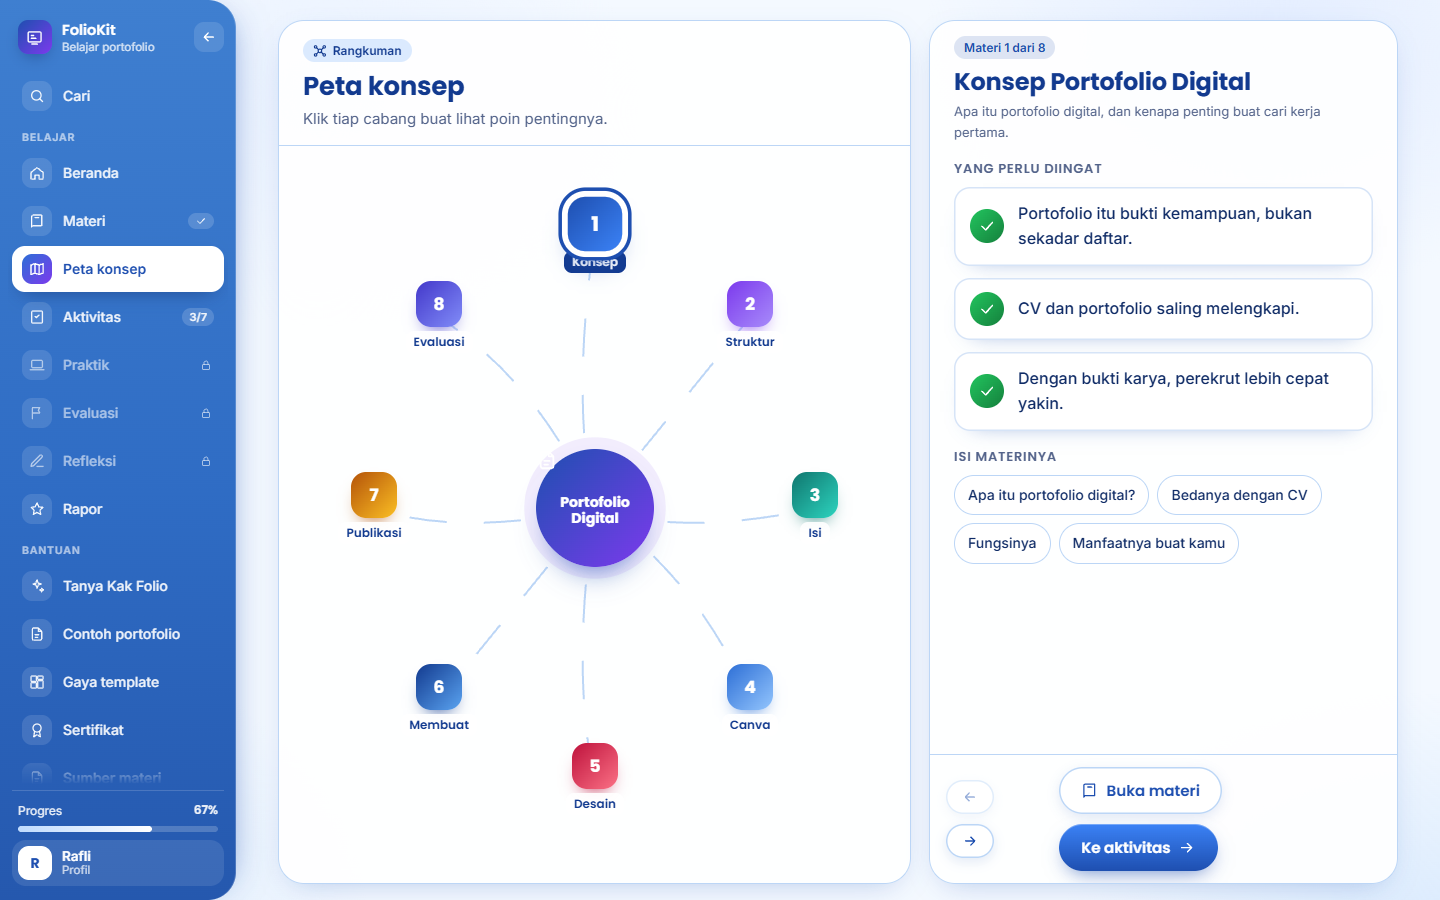 FolioKit
Belajar portofolio
Cari
BELAJAR
Beranda
Materi
Peta konsep
Aktivitas 3/7
Praktik
Evaluasi
Refleksi
Rapor
BANTUAN
Tanya Kak Folio
Contoh portofolio
Gaya template
Sertifikat
Sumber materi
Progres 67%
R
Rafli
Profil
Rangkuman
Peta konsep
Klik tiap cabang buat lihat poin pentingnya.
1
Konsep
8
Evaluasi
2
Struktur
7
Publikasi
Portofolio
Digital
3
Isi
6
Membuat
4
Canva
5
Desain
Materi 1 dari 8
Konsep Portofolio Digital
Apa itu portofolio digital, dan kenapa penting buat cari kerja
pertama.
YANG PERLU DIINGAT
Portofolio itu bukti kemampuan, bukan
sekadar daftar.
CV dan portofolio saling melengkapi.
Dengan bukti karya, perekrut lebih cepat
yakin.
ISI MATERINYA
Apa itu portofolio digital?
Bedanya dengan CV
Fungsinya
Manfaatnya buat kamu
Buka materi
Ke aktivitas